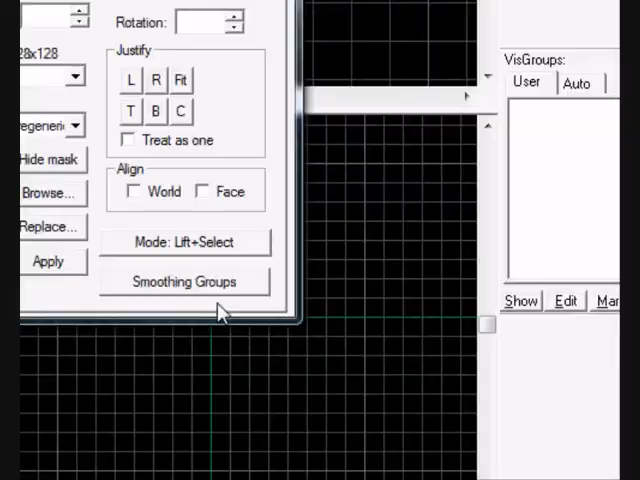 Rotation:
28x128
Justify
L R Fit
T B C
Treat as one
Hide mask
Align
World Face
Browse...
Replace...
Mode: Lift+Select
Apply
Smoothing Groups
VisGroups:
User Auto
Show Edit Mar